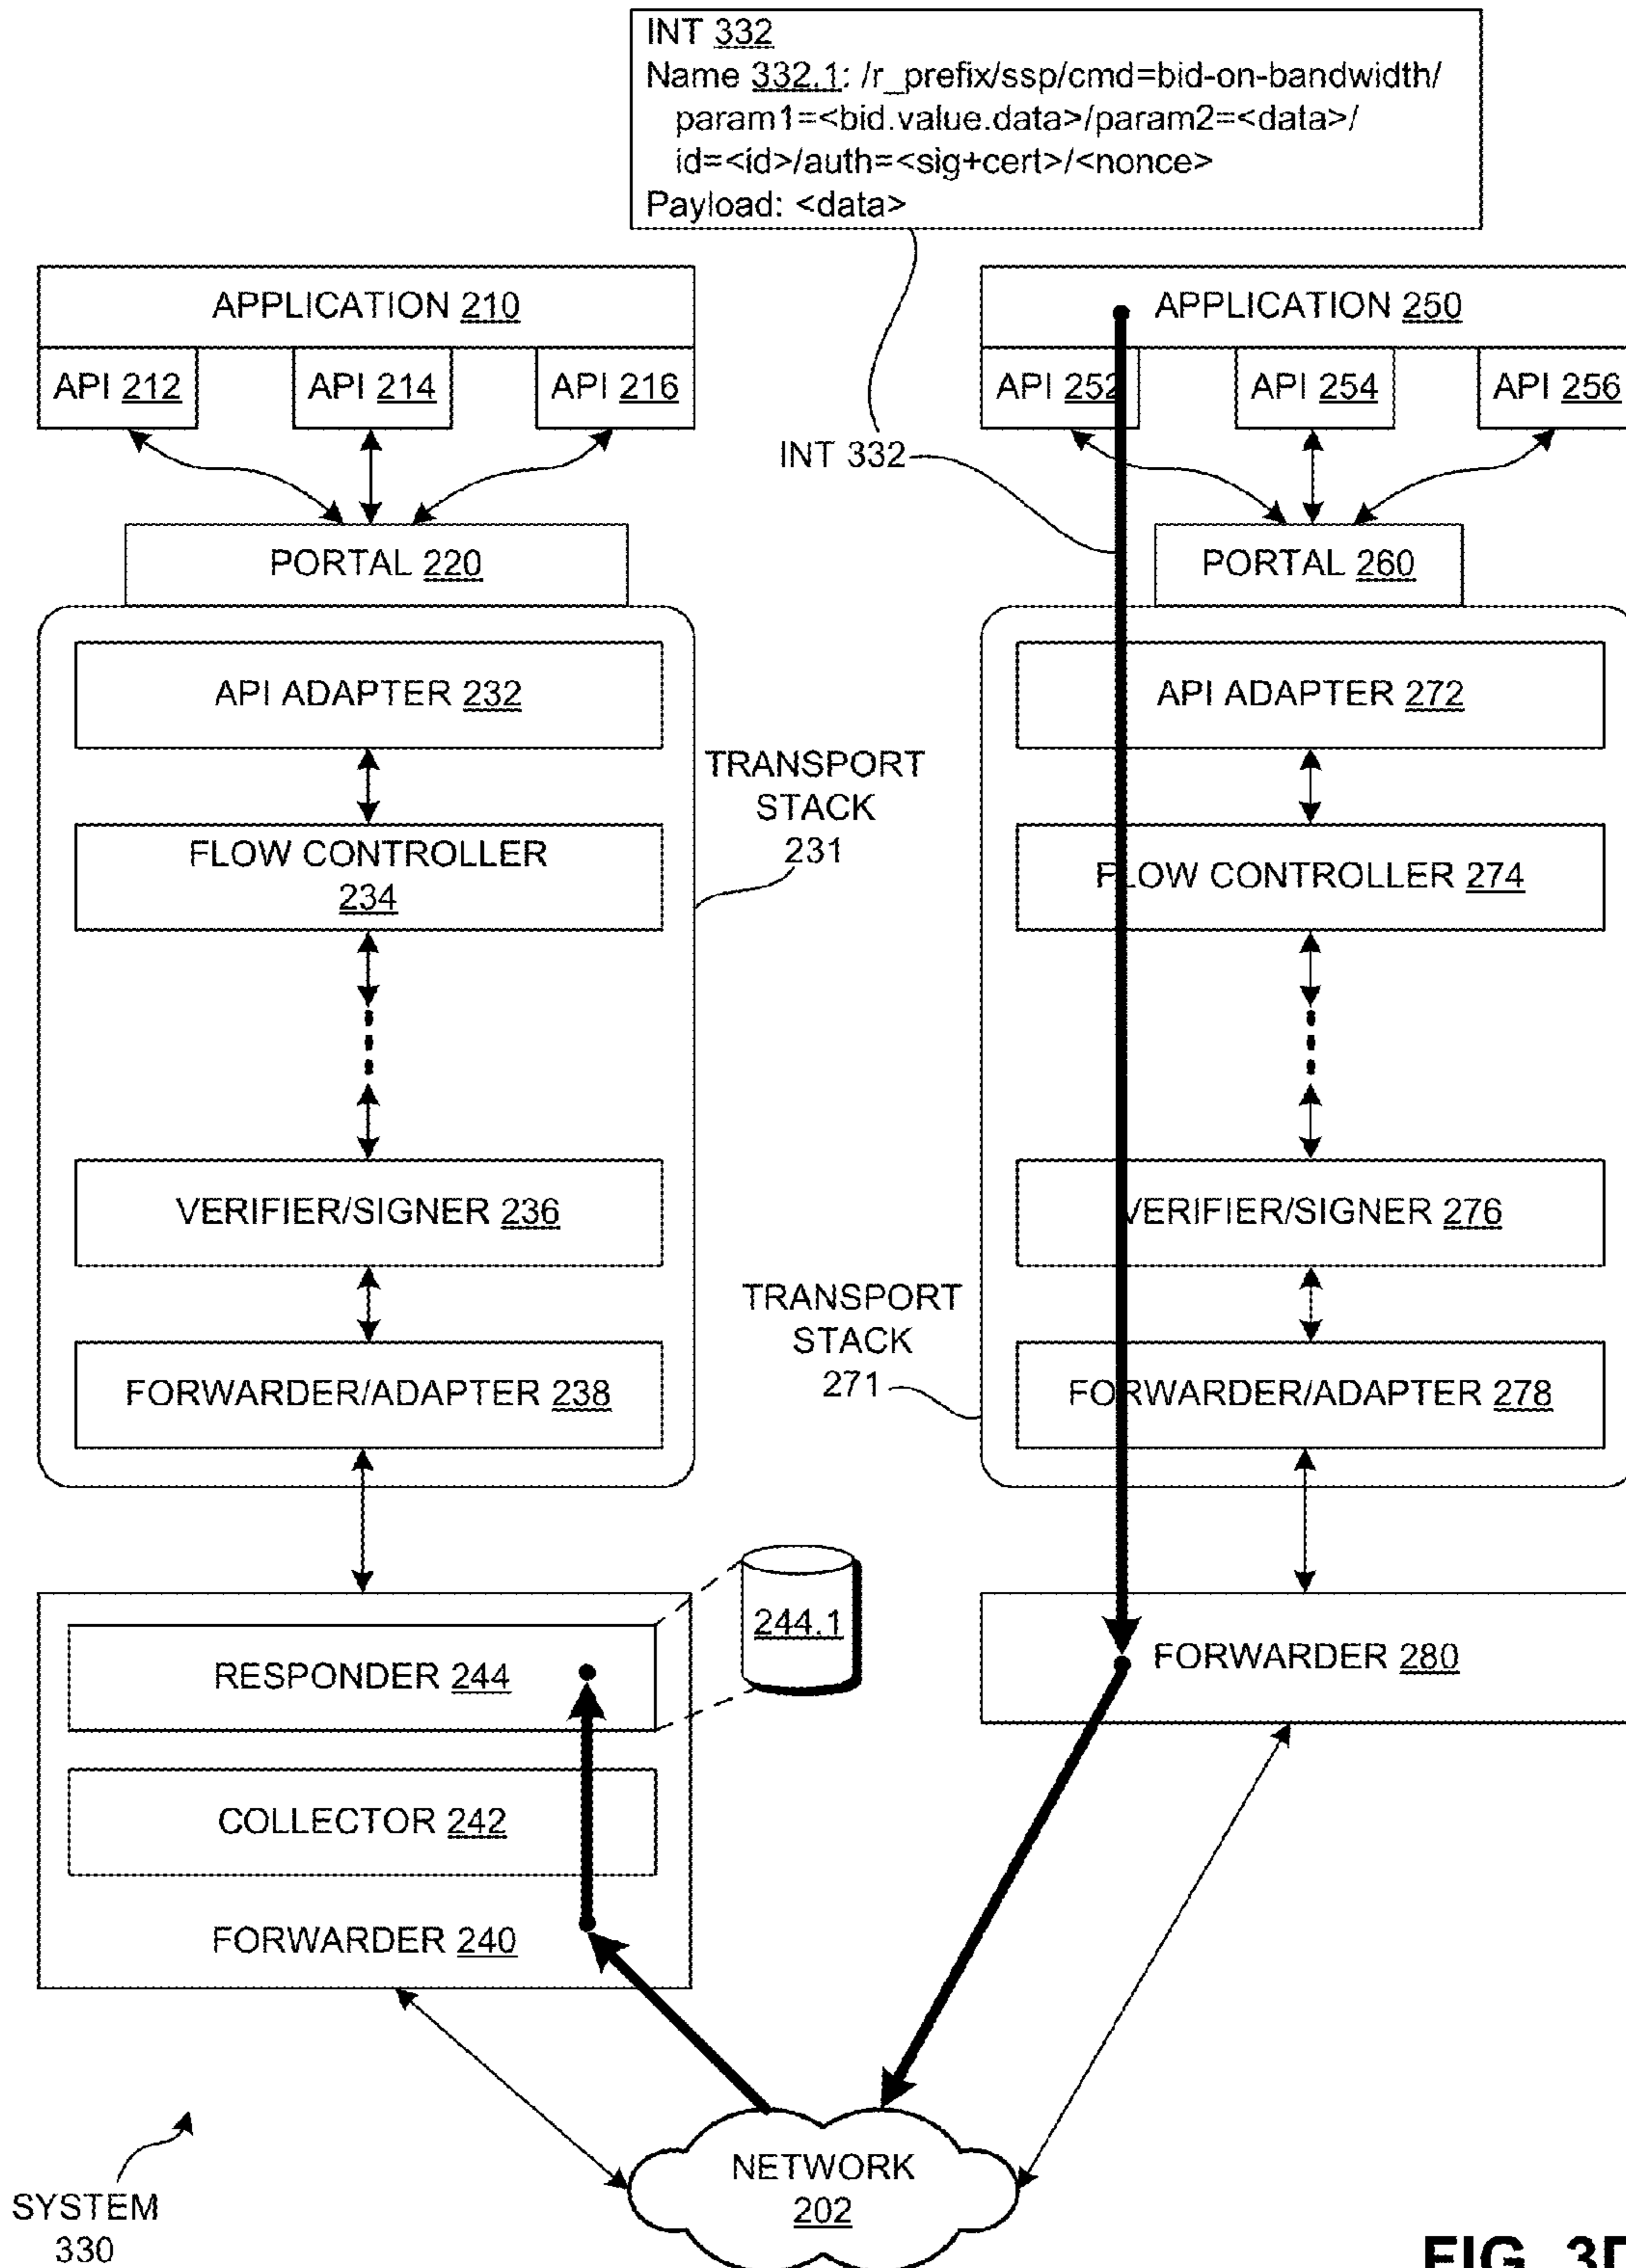 INT 332
Name 332.1: /r_prefix/ssp/cmd=bid-on-bandwidth/
param1=<bid.value.data>/param2=<data>/
id=<id>/auth=<sig+cert>/<nonce>
Payload: <data>
APPLICATION 210
API 212
API 214
API 216
APPLICATION 250
API 252
API 254
API 256
INT 332
PORTAL 220
PORTAL 260
API ADAPTER 232
FLOW CONTROLLER
234
VERIFIER/SIGNER 236
FORWARDER/ADAPTER 238
TRANSPORT
STACK
231
API ADAPTER 272
FLOW CONTROLLER 274
VERIFIER/SIGNER 276
FORWARDER/ADAPTER 278
TRANSPORT
STACK
271
RESPONDER 244
244.1
COLLECTOR 242
FORWARDER 240
FORWARDER 280
NETWORK
202
SYSTEM
330
FIG. 3D